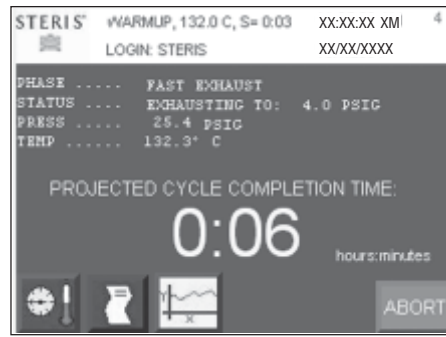 STERIS WARMUP, 132.0 C, S= 0:03 XX:XX:XX XM 4
LOGIN: STERIS XX/XX/XXXX
PHASE ..... FAST EXHAUST
STATUS .... EXHAUSTING TO: 4.0 PSIG
PRESS ..... 25.4 PSIG
TEMP ...... 132.3° C
PROJECTED CYCLE COMPLETION TIME:
0:06 hours:minutes
X
ABORT